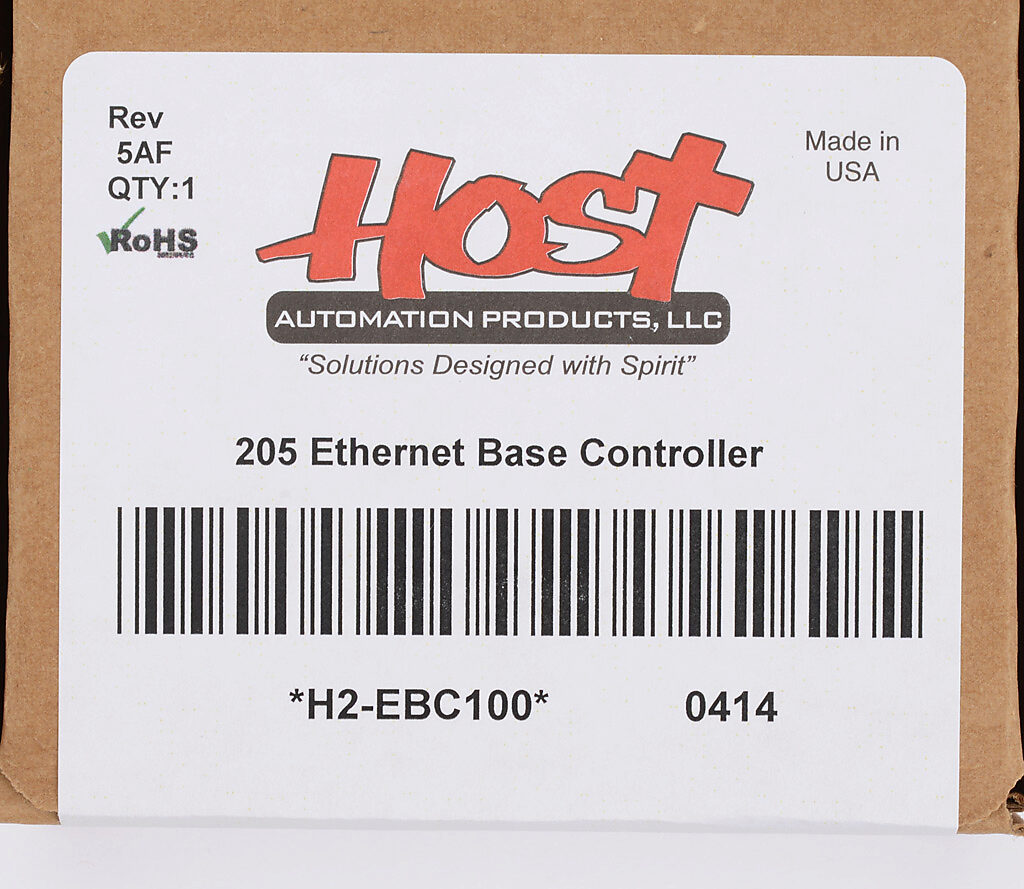 Rev
5AF
QTY:1
RoHS
Made in
USA
HOST
AUTOMATION PRODUCTS, LLC
“Solutions Designed with Spirit”
205 Ethernet Base Controller
*H2-EBC100* 0414